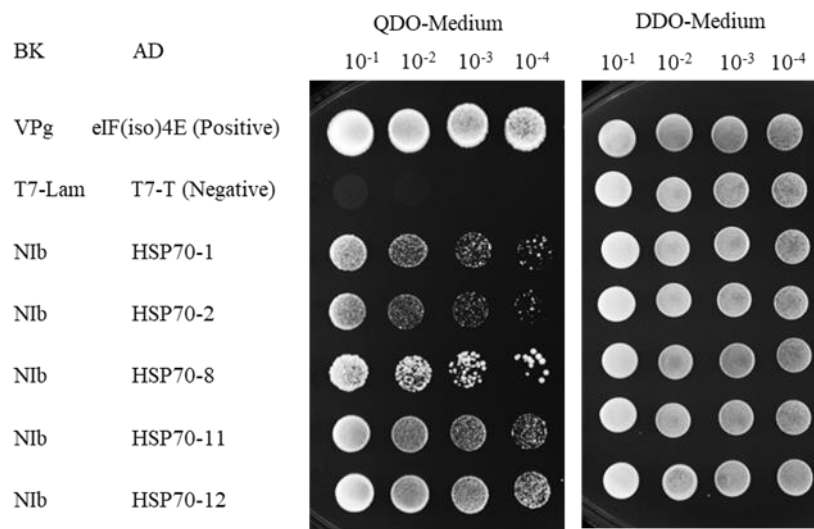 QDO-Medium DDO-Medium
BK AD 10⁻¹ 10⁻² 10⁻³ 10⁻⁴ 10⁻¹ 10⁻² 10⁻³ 10⁻⁴
VPg eIF(iso)4E (Positive)
T7-Lam T7-T (Negative)
NIb HSP70-1
NIb HSP70-2
NIb HSP70-8
NIb HSP70-11
NIb HSP70-12